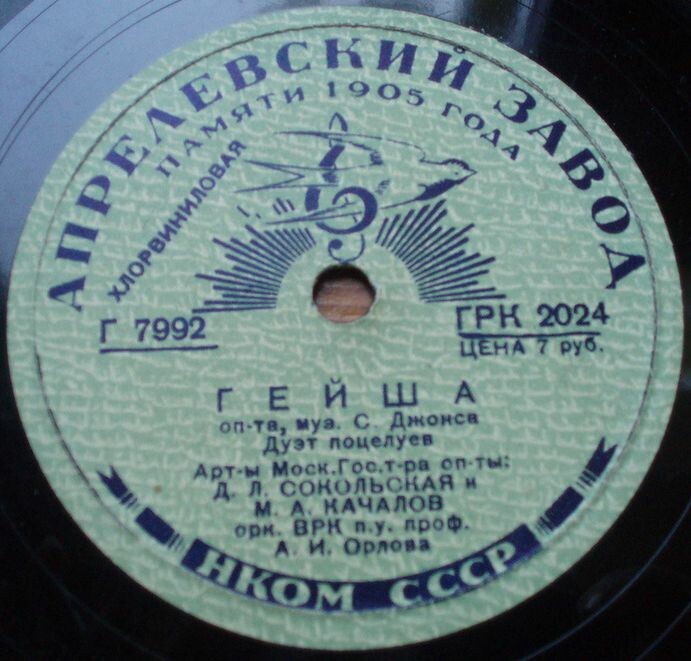 АПРЕЛЕВСКИЙ ЗАВОД
ПАМЯТИ 1905 ГОДА
ХЛОРВИНИЛОВАЯ
Г 7992
ГРК 2024
ЦЕНА 7 руб.
ГЕЙША
оп-та, муз. С. Джонса
Дуэт поцелуев
Арт-ы Моск.Гос.т-ра оп-ты:
Д. Л. СОКОЛЬСКАЯ и
М. А. КАЧАЛОВ
орк. ВРК п.у. проф.
А. И. Орлова
НКОМ СССР